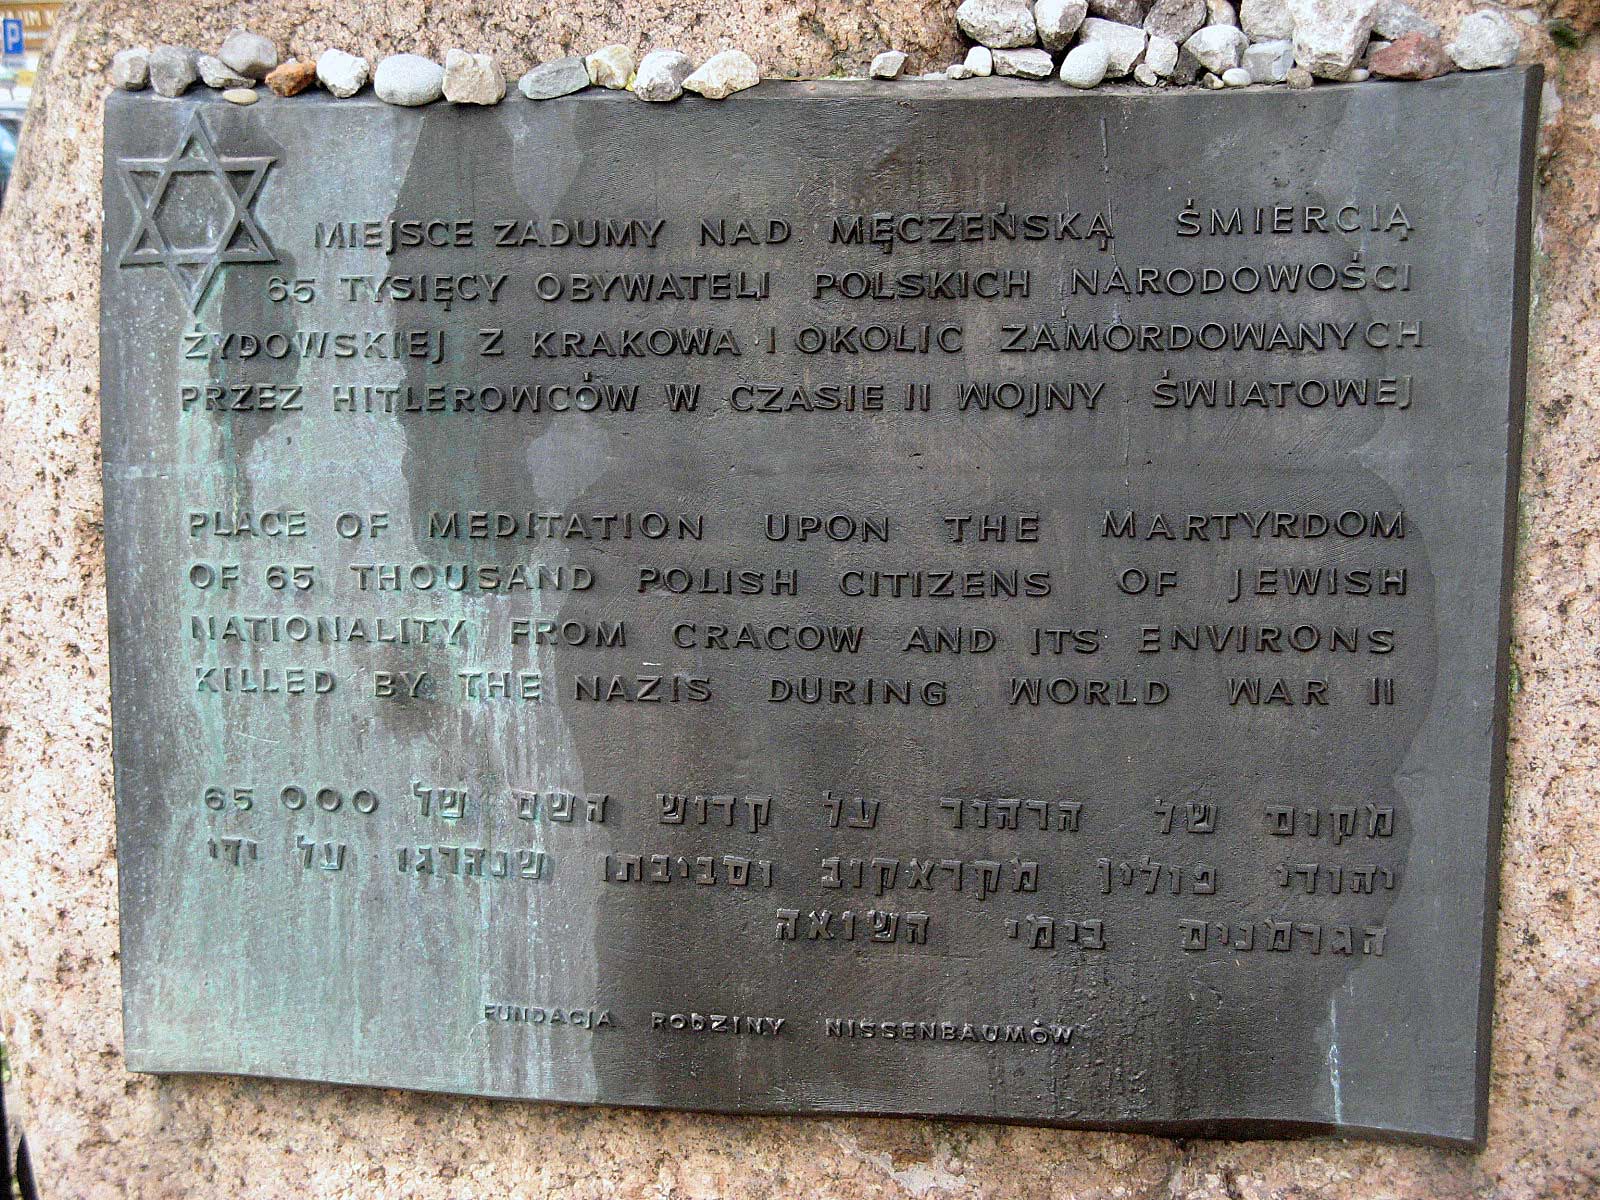 MIEJSCE ZADUMY NAD MĘCZEŃSKĄ ŚMIERCIĄ
65 TYSIĘCY OBYWATELI POLSKICH NARODOWOŚCI
ŻYDOWSKIEJ Z KRAKOWA I OKOLIC ZAMORDOWANYCH
PRZEZ HITLEROWCÓW W CZASIE II WOJNY ŚWIATOWEJ
PLACE OF MEDITATION UPON THE MARTYRDOM
OF 65 THOUSAND POLISH CITIZENS OF JEWISH
NATIONALITY FROM CRACOW AND ITS ENVIRONS
KILLED BY THE NAZIS DURING WORLD WAR II
מקום של הרהור על קדוש השם של 65 000
יהודי פולין מקראקוב וסביבתו שנהרגו על ידי
הגרמנים בימי השואה
FUNDACJA RODZINY NISSENBAUMÓW